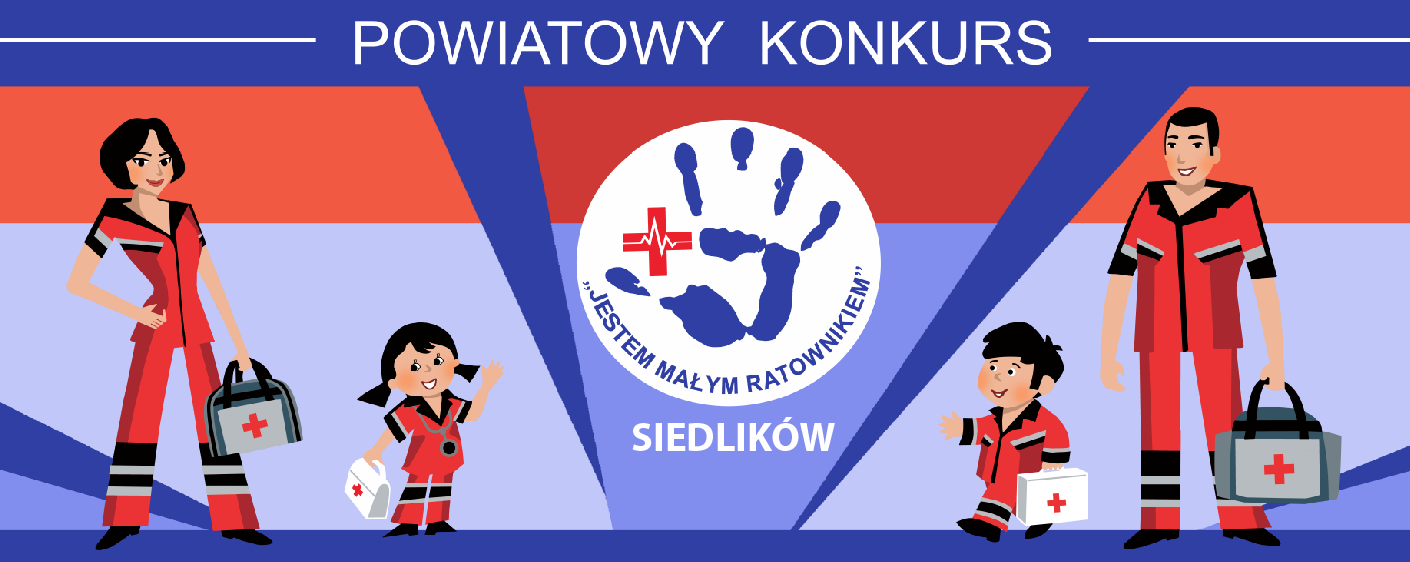 POWIATOWY KONKURS
„JESTEM MAŁYM RATOWNIKIEM”
SIEDLIKÓW